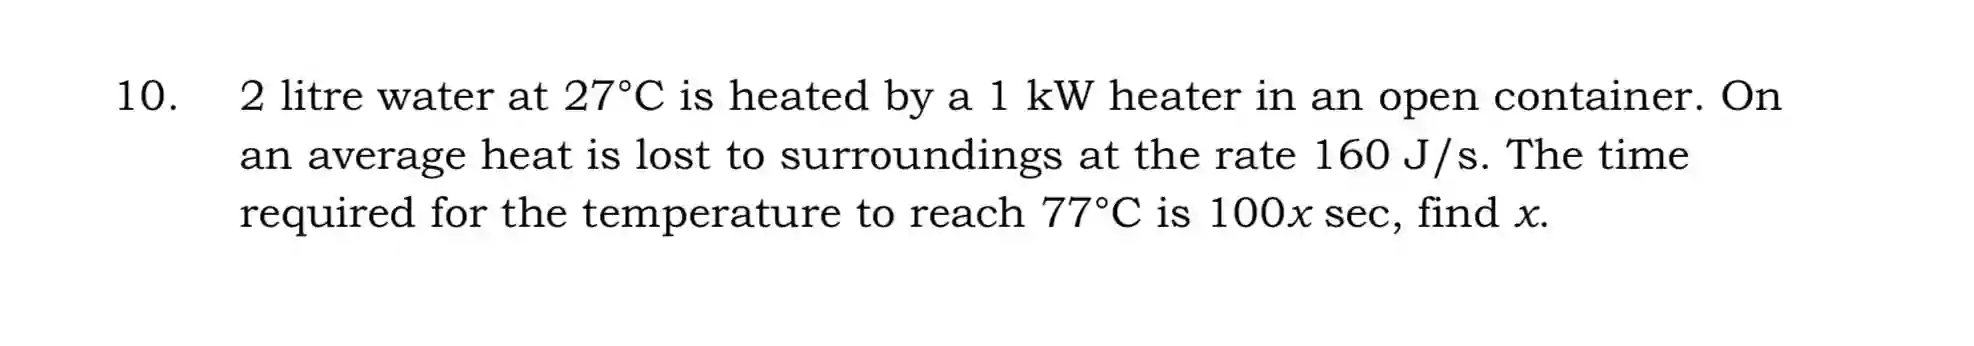 10. 2 litre water at 27°C is heated by a 1 kW heater in an open container. On
an average heat is lost to surroundings at the rate 160 J/s. The time
required for the temperature to reach 77°C is 100x sec, find x.